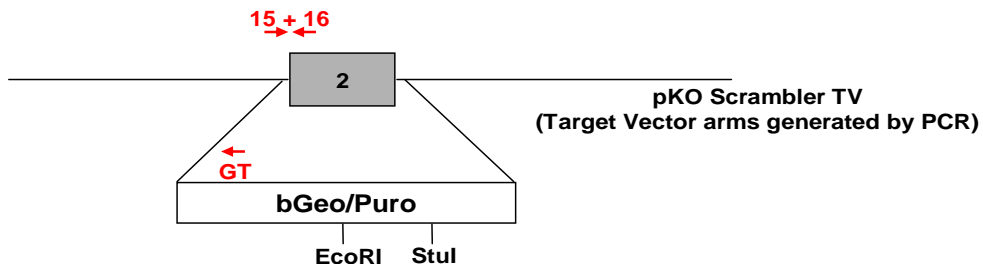 15 + 16
2
pKO Scrambler TV
(Target Vector arms generated by PCR)
GT
bGeo/Puro
EcoRI StuI